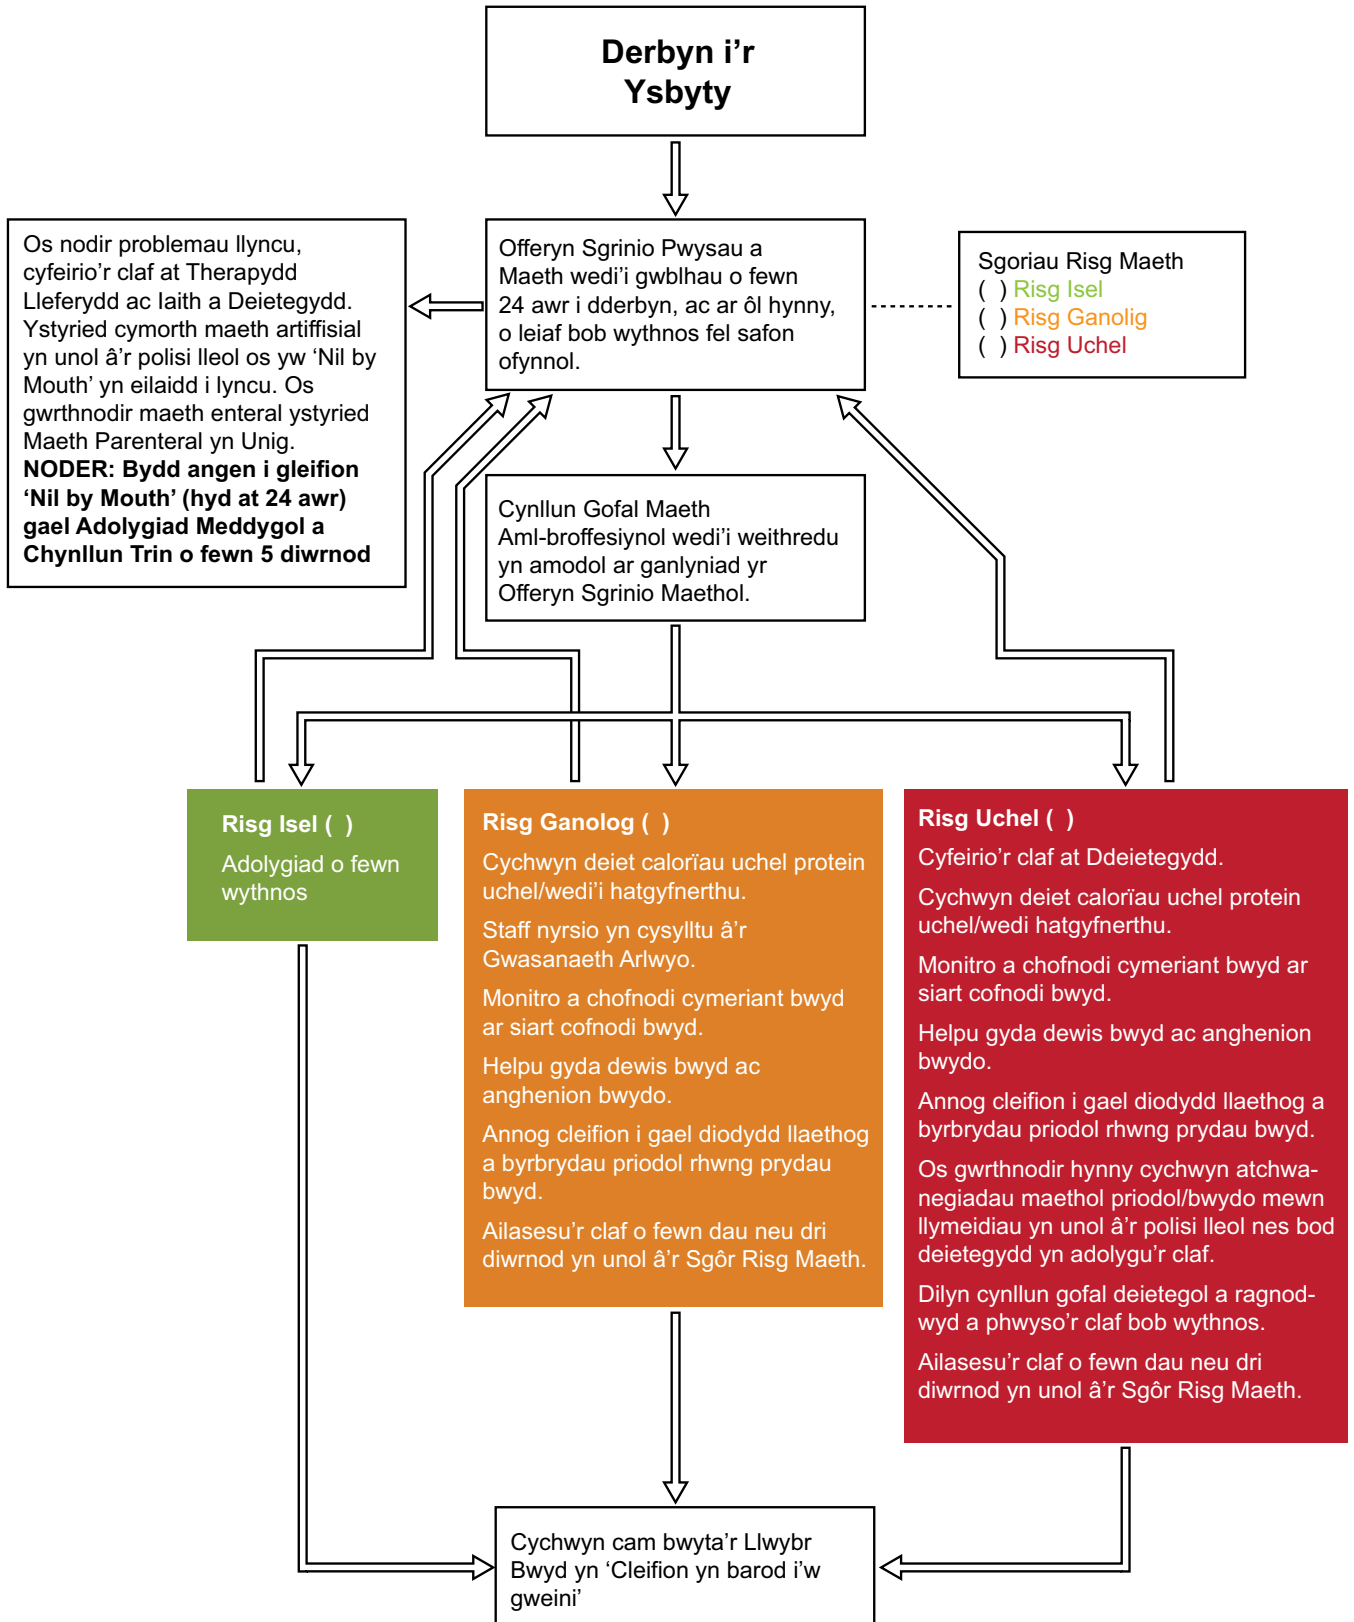 Derbyn i’r
Ysbyty
Os nodir problemau llyncu,
cyfeirio’r claf at Therapydd
Lleferydd ac Iaith a Deietegydd.
Ystyried cymorth maeth artiffisial
yn unol â’r polisi lleol os yw ‘Nil by
Mouth’ yn eilaidd i lyncu. Os
gwrthnodir maeth enteral ystyried
Maeth Parenteral yn Unig.
NODER: Bydd angen i gleifion
‘Nil by Mouth’ (hyd at 24 awr)
gael Adolygiad Meddygol a
Chynllun Trin o fewn 5 diwrnod
Offeryn Sgrinio Pwysau a
Maeth wedi’i gwblhau o fewn
24 awr i dderbyn, ac ar ôl hynny,
o leiaf bob wythnos fel safon
ofynnol.
Sgoriau Risg Maeth
( ) Risg Isel
( ) Risg Ganolig
( ) Risg Uchel
Cynllun Gofal Maeth
Aml-broffesiynol wedi’i weithredu
yn amodol ar ganlyniad yr
Offeryn Sgrinio Maethol.
Risg Isel ( )
Adolygiad o fewn
wythnos
Risg Ganolog ( )
Cychwyn deiet calorïau uchel protein
uchel/wedi’i hatgyfnerthu.
Staff nyrsio yn cysylltu â’r
Gwasanaeth Arlwyo.
Monitro a chofnodi cymeriant bwyd
ar siart cofnodi bwyd.
Helpu gyda dewis bwyd ac
anghenion bwydo.
Annog cleifion i gael diodydd llaethog
a byrbrydau priodol rhwng prydau
bwyd.
Ailasesu’r claf o fewn dau neu dri
diwrnod yn unol â’r Sgôr Risg Maeth.
Risg Uchel ( )
Cyfeirio’r claf at Ddeietegydd.
Cychwyn deiet calorïau uchel protein
uchel/wedi hatgyfnerthu.
Monitro a chofnodi cymeriant bwyd ar
siart cofnodi bwyd.
Helpu gyda dewis bwyd ac anghenion
bwydo.
Annog cleifion i gael diodydd llaethog a
byrbrydau priodol rhwng prydau bwyd.
Os gwrthnodir hynny cychwyn atchwa-
negiadau maethol priodol/bwydo mewn
llymeidiau yn unol â’r polisi lleol nes bod
deietegydd yn adolygu’r claf.
Dilyn cynllun gofal deietegol a ragnod-
wyd a phwyso’r claf bob wythnos.
Ailasesu’r claf o fewn dau neu dri
diwrnod yn unol â’r Sgôr Risg Maeth.
Cychwyn cam bwyta’r Llwybr
Bwyd yn ‘Cleifion yn barod i’w
gweini’